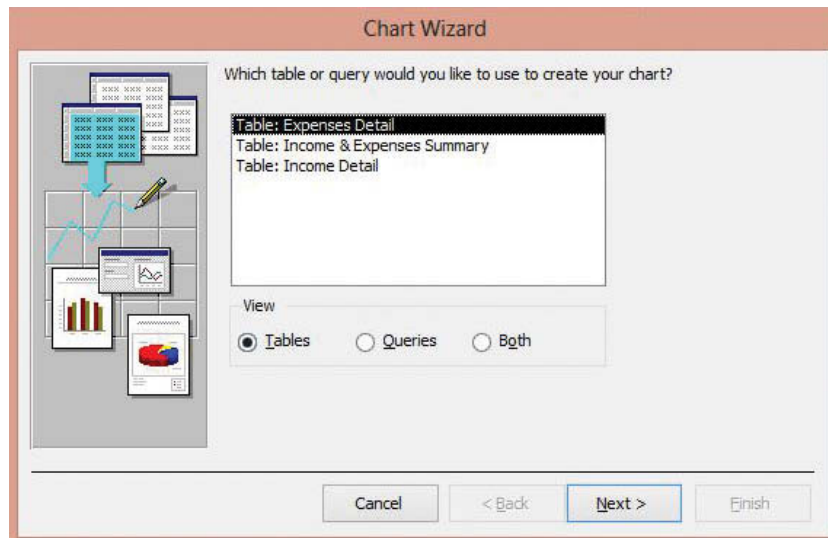 Chart Wizard
Which table or query would you like to use to create your chart?
Table: Expenses Detail
Table: Income & Expenses Summary
Table: Income Detail
View
Tables
Queries
Both
Cancel
< Back
Next >
Finish